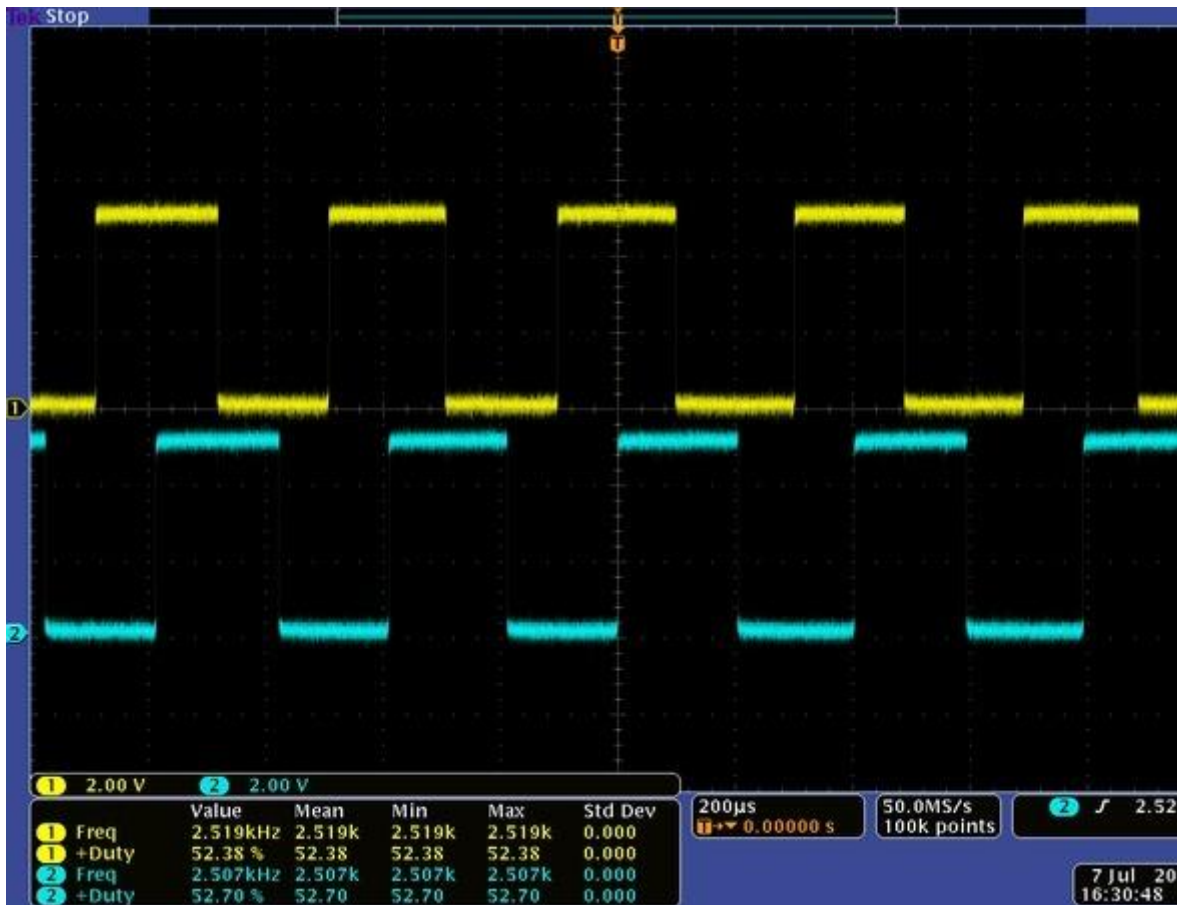 Tek Stop
T
1
2
1 2.00 V 2 2.00 V
Value Mean Min Max Std Dev
1 Freq 2.519kHz 2.519k 2.519k 2.519k 0.000
1 +Duty 52.38 % 52.38 52.38 52.38 0.000
2 Freq 2.507kHz 2.507k 2.507k 2.507k 0.000
2 +Duty 52.70 % 52.70 52.70 52.70 0.000
200µs
T→▾ 0.00000 s
50.0MS/s
100k points
2 ∫ 2.52
7 Jul 20
16:30:48